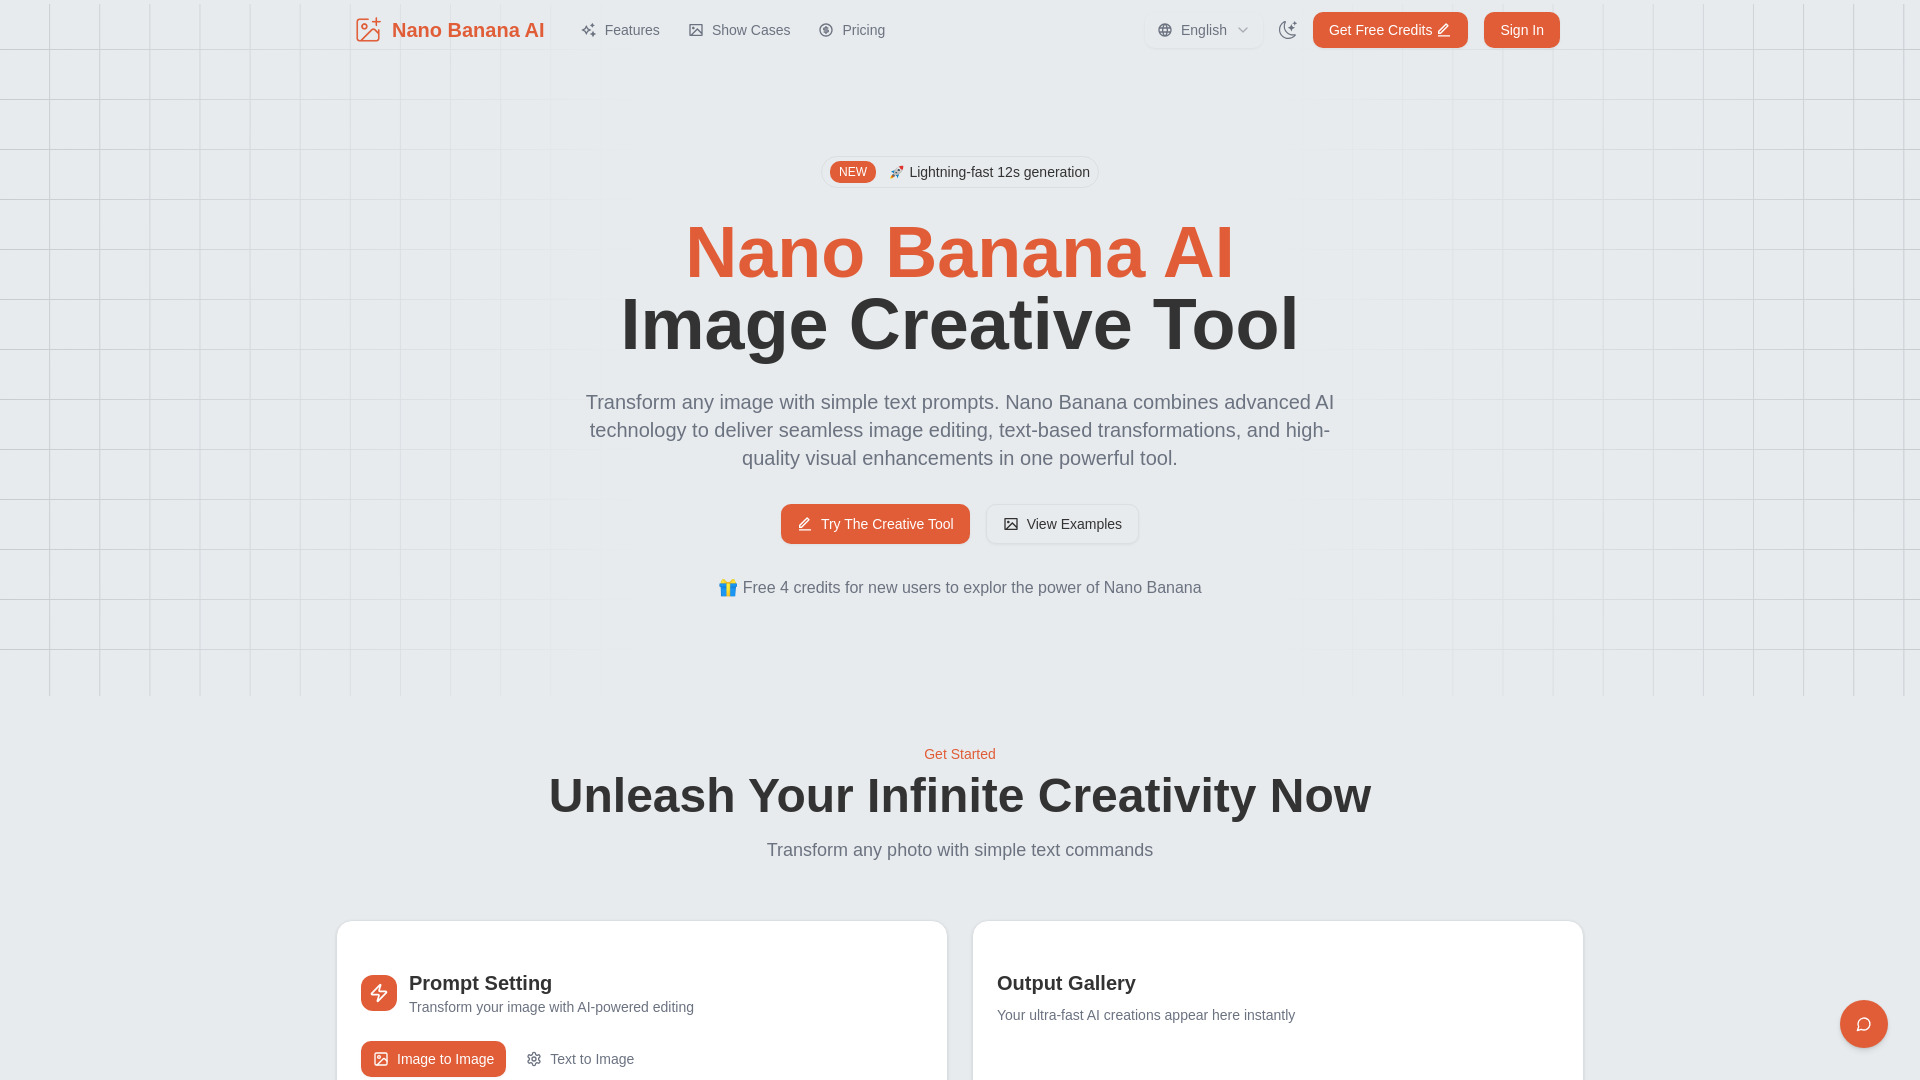 Nano Banana AI
Features
Show Cases
Pricing
English
Get Free Credits
Sign In
NEW
🚀 Lightning-fast 12s generation
Nano Banana AI
Image Creative Tool
Transform any image with simple text prompts. Nano Banana combines advanced AI
technology to deliver seamless image editing, text-based transformations, and high-
quality visual enhancements in one powerful tool.
Try The Creative Tool
View Examples
🎁 Free 4 credits for new users to explor the power of Nano Banana
Get Started
Unleash Your Infinite Creativity Now
Transform any photo with simple text commands
Prompt Setting
Transform your image with AI-powered editing
Image to Image
Text to Image
Output Gallery
Your ultra-fast AI creations appear here instantly